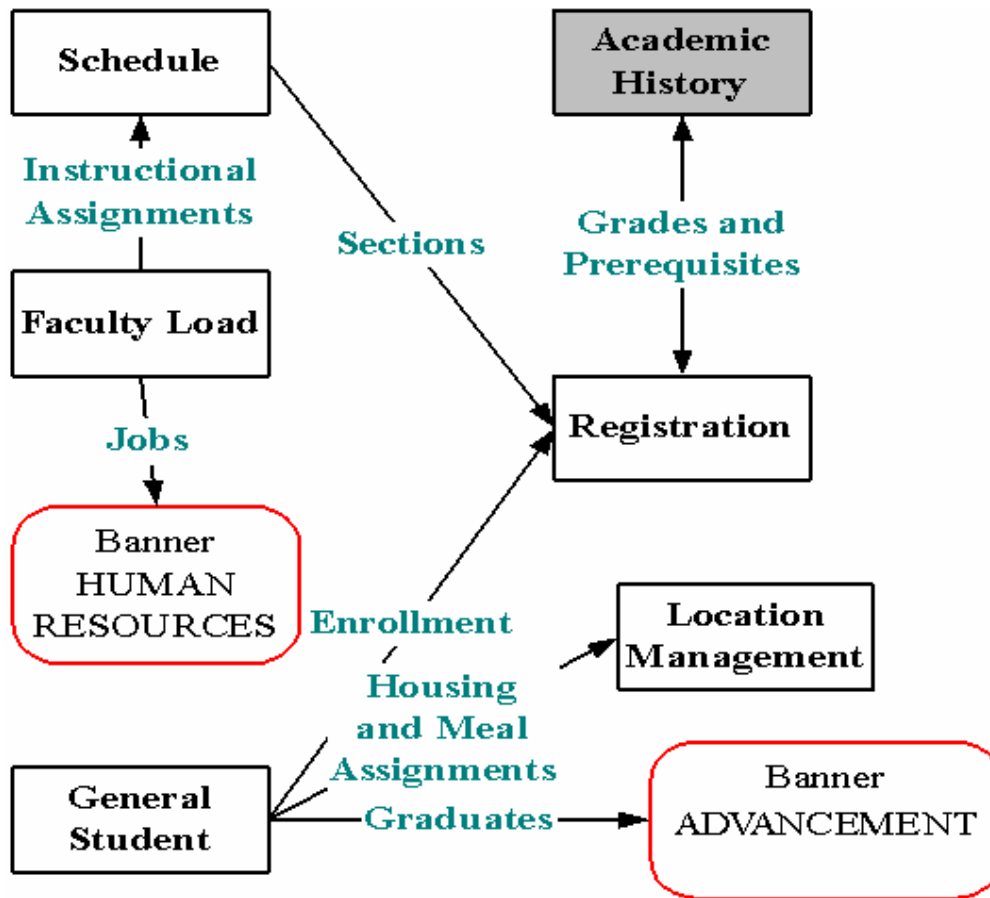 Schedule
Academic
History
Instructional
Assignments
Sections
Grades and
Prerequisites
Faculty Load
Registration
Jobs
Banner
HUMAN
RESOURCES
Enrollment
Location
Management
Housing
and Meal
Assignments
General
Student
Graduates
Banner
ADVANCEMENT